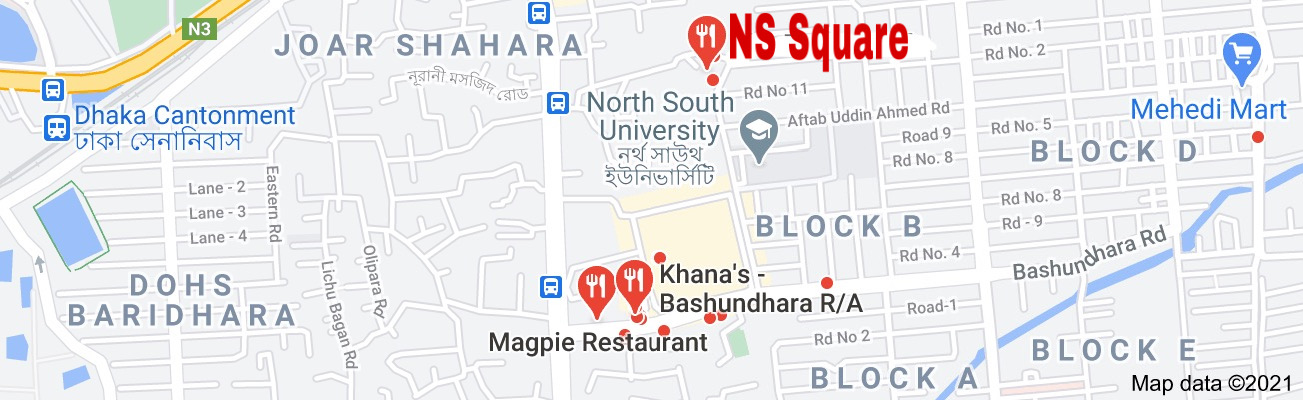 N3
JOAR SHAHARA
NS Square
Rd No. 1
Rd No. 2
নূরানী মসজিদ রোড
Rd No 11
North South
University
নর্থ সাউথ
ইউনিভার্সিটি
Aftab Uddin Ahmed Rd
Mehedi Mart
Dhaka Cantonment
ঢাকা সেনানিবাস
Road 9
Rd No. 5
Rd No. 8
BLOCK D
Lane - 2
Lane - 3
Lane - 4
Eastern Rd
Rd No. 8
Rd - 9
BLOCK B
Rd No. 4
Bashundhara Rd
Olipara Rd
Lichu Bagan Rd
DOHS
BARIDHARA
Khana's -
Bashundhara R/A
Road-1
Magpie Restaurant
Rd No 2
BLOCK E
BLOCK A
Map data ©2021